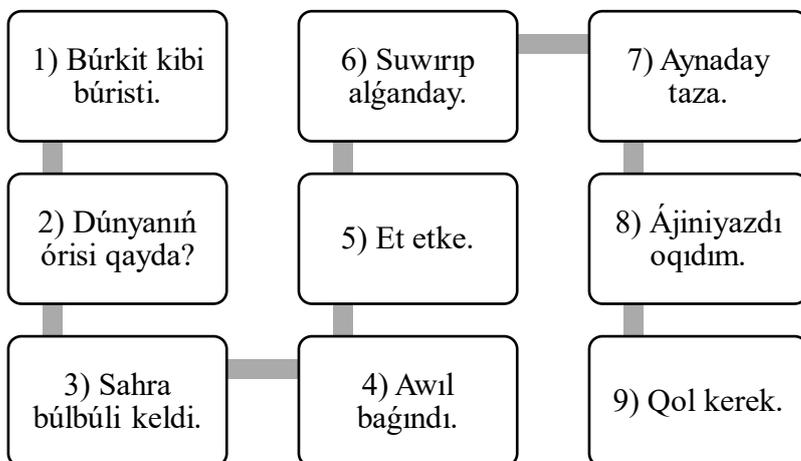 1) Búrkit kibi
búristi.
2) Dúnyanıń
órisi qayda?
3) Sahra
búlbúli keldi.
4) Awıl
baǵındı.
5) Et etke.
6) Suwırıp
alǵanday.
7) Aynaday
taza.
8) Ájiniyazdı
oqıdım.
9) Qol kerek.